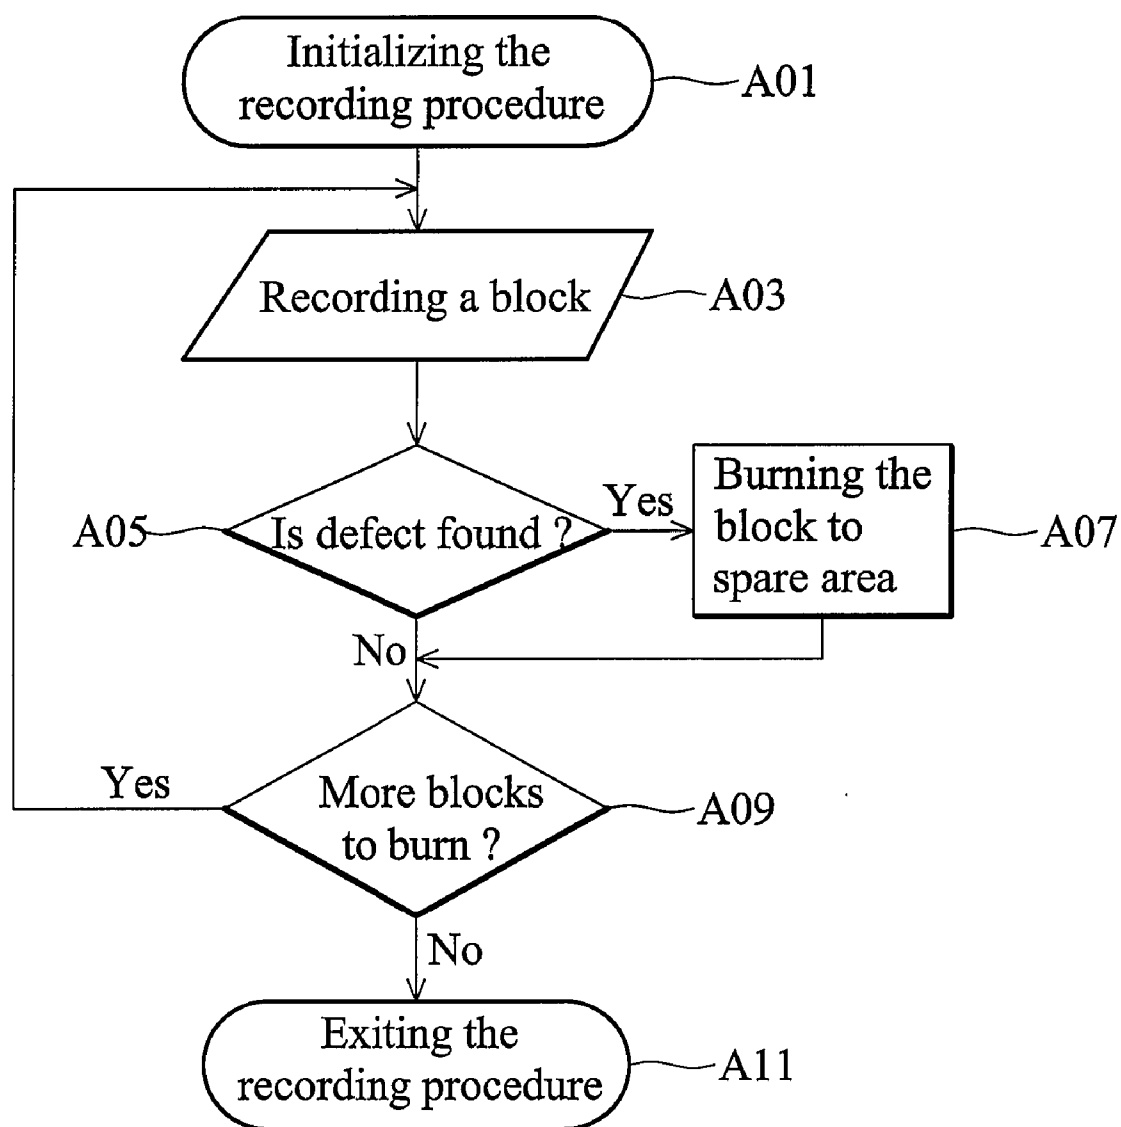 Initializing the
recording procedure
A01
Recording a block
A03
A05
Is defect found ?
Yes
Burning the
block to
spare area
A07
No
Yes
More blocks
to burn ?
A09
No
Exiting the
recording procedure
A11